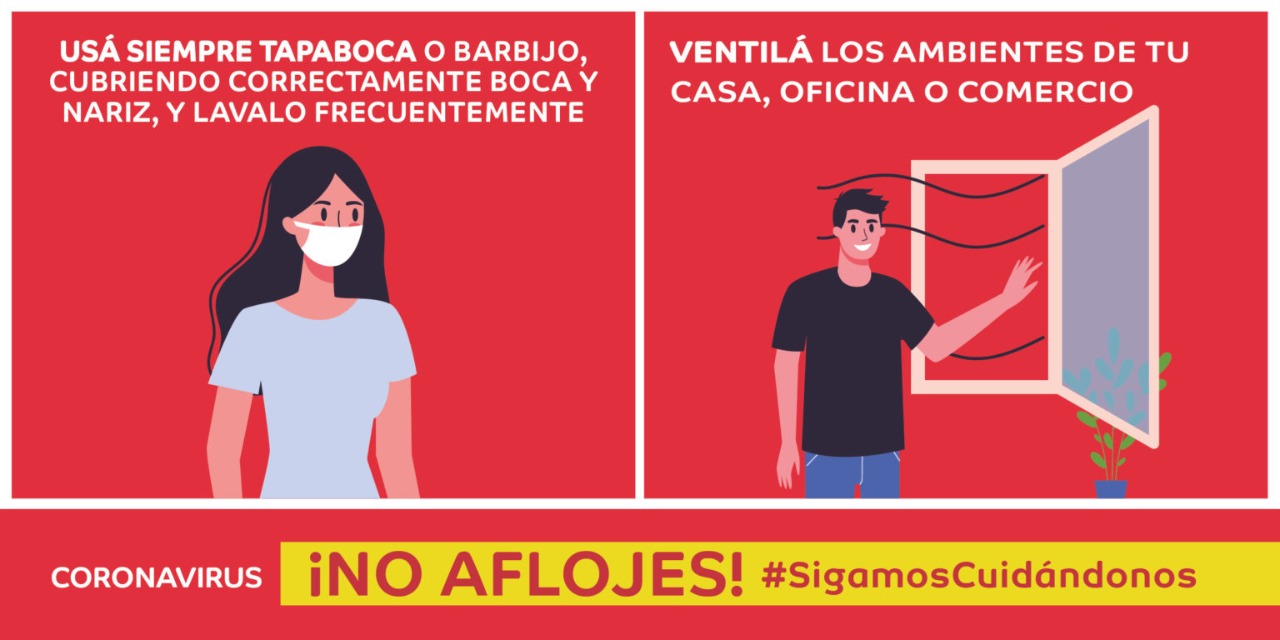 USÁ SIEMPRE TAPABOCA O BARBIJO,
CUBRIENDO CORRECTAMENTE BOCA Y
NARIZ, Y LAVALO FRECUENTEMENTE
VENTILÁ LOS AMBIENTES DE TU
CASA, OFICINA O COMERCIO
CORONAVIRUS
¡NO AFLOJES! #SigamosCuidándonos